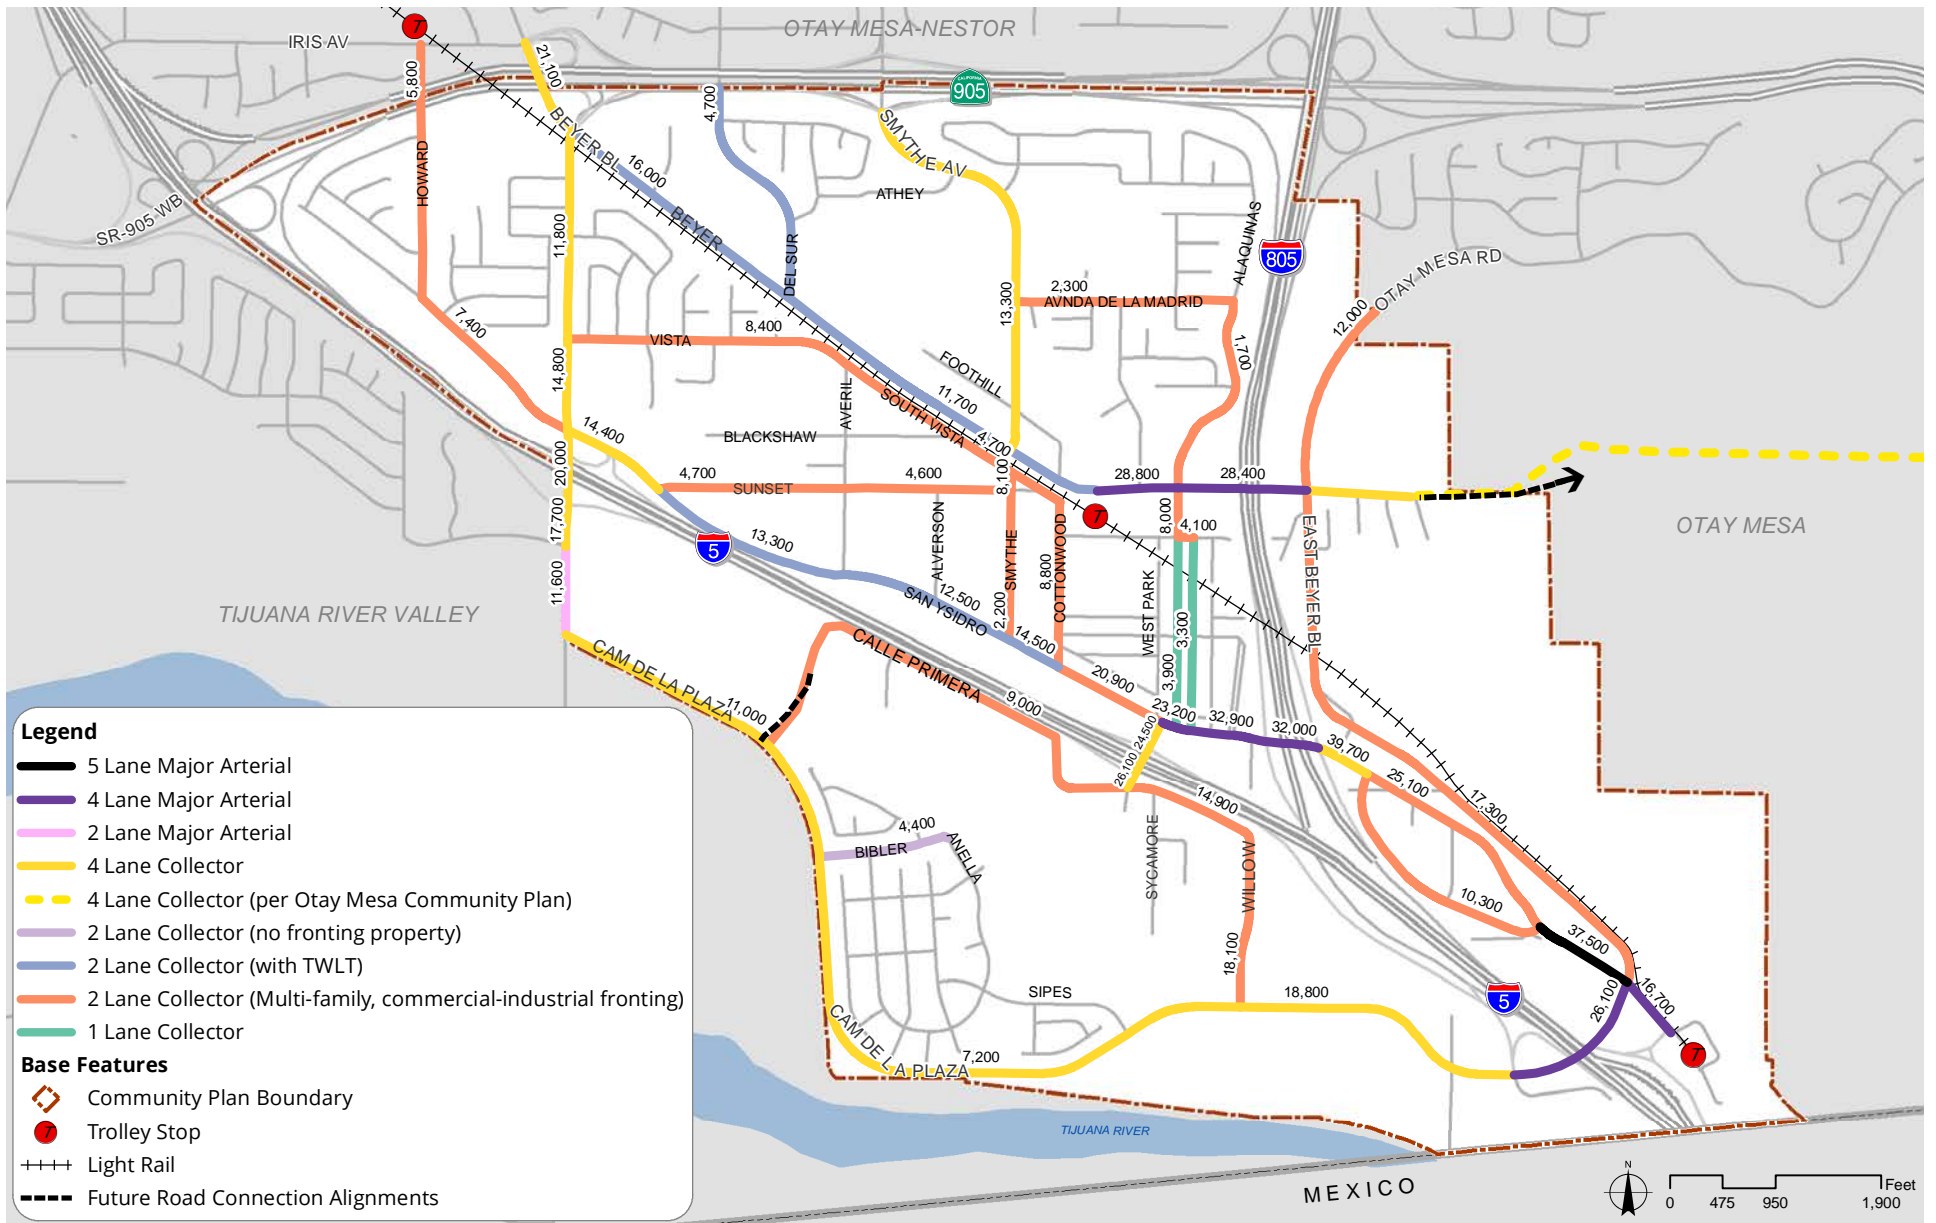 OTAY MESA-NESTOR
IRIS AV
7
5,800
21,100
CALIFORNIA
905
4,700
BEYER BL
16,000
SMYTHE AV
HOWARD
ATHEY
SR-905 WB
11,800
BEYER
DEL SUR
ALAQUINAS
805
OTAY MESA RD
2,300
AVNDA DE LA MADRID
13,300
12,000
7,400
8,400
VISTA
1,700
14,800
FOOTHILL
AVERIL
11,700
SOUTH VISTA
14,400
BLACKSHAW
4,700
20,000
4,700
4,600
8,100
28,800
28,400
SUNSET
7
17,700
8,000
4,100
OTAY MESA
5
13,300
ALVERSON
SMYTHE
COTTONWOOD
8,800
EAST BEYER BL
11,600
WEST PARK
TIJUANA RIVER VALLEY
12,500
SAN YSIDRO
2,200
14,500
3,300
3,900
CAM DE LA PLAZA
CALLE PRIMERA
20,900
11,000
9,000
23,200
32,900
32,000
24,500
39,700
26,100
25,100
14,900
17,300
4,400
BIBLER
ANELLA
SYCAMORE
WILLOW
10,300
37,500
18,100
SIPES
18,800
5
26,100
16,700
CAM DE LA PLAZA
7,200
7
TIJUANA RIVER
MEXICO
Legend
5 Lane Major Arterial
4 Lane Major Arterial
2 Lane Major Arterial
4 Lane Collector
4 Lane Collector (per Otay Mesa Community Plan)
2 Lane Collector (no fronting property)
2 Lane Collector (with TWLT)
2 Lane Collector (Multi-family, commercial-industrial fronting)
1 Lane Collector
Base Features
Community Plan Boundary
7 Trolley Stop
Light Rail
Future Road Connection Alignments
N
Feet
0 475 950 1,900